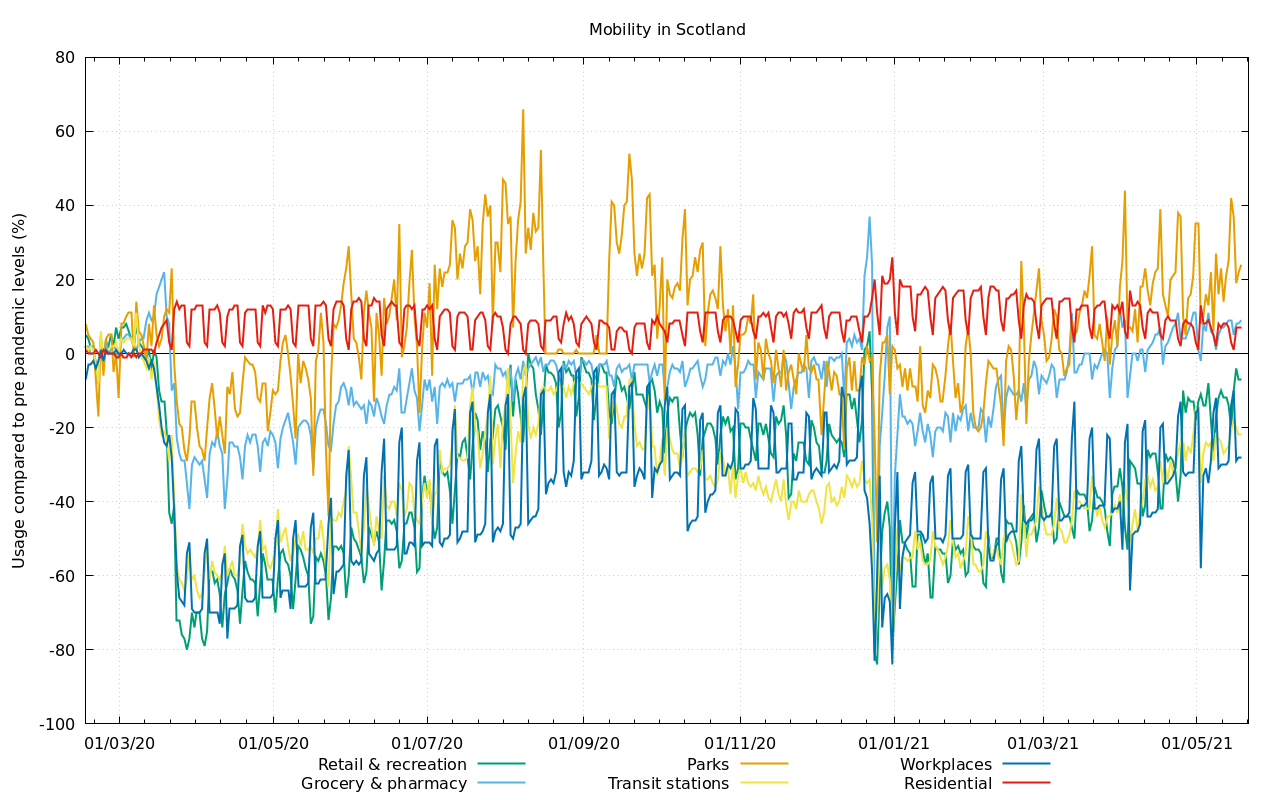 Mobility in Scotland
Usage compared to pre pandemic levels (%)
80
60
40
20
0
-20
-40
-60
-80
-100
01/03/20 01/05/20 01/07/20 01/09/20 01/11/20 01/01/21 01/03/21 01/05/21
Retail & recreation Parks Workplaces
Grocery & pharmacy Transit stations Residential